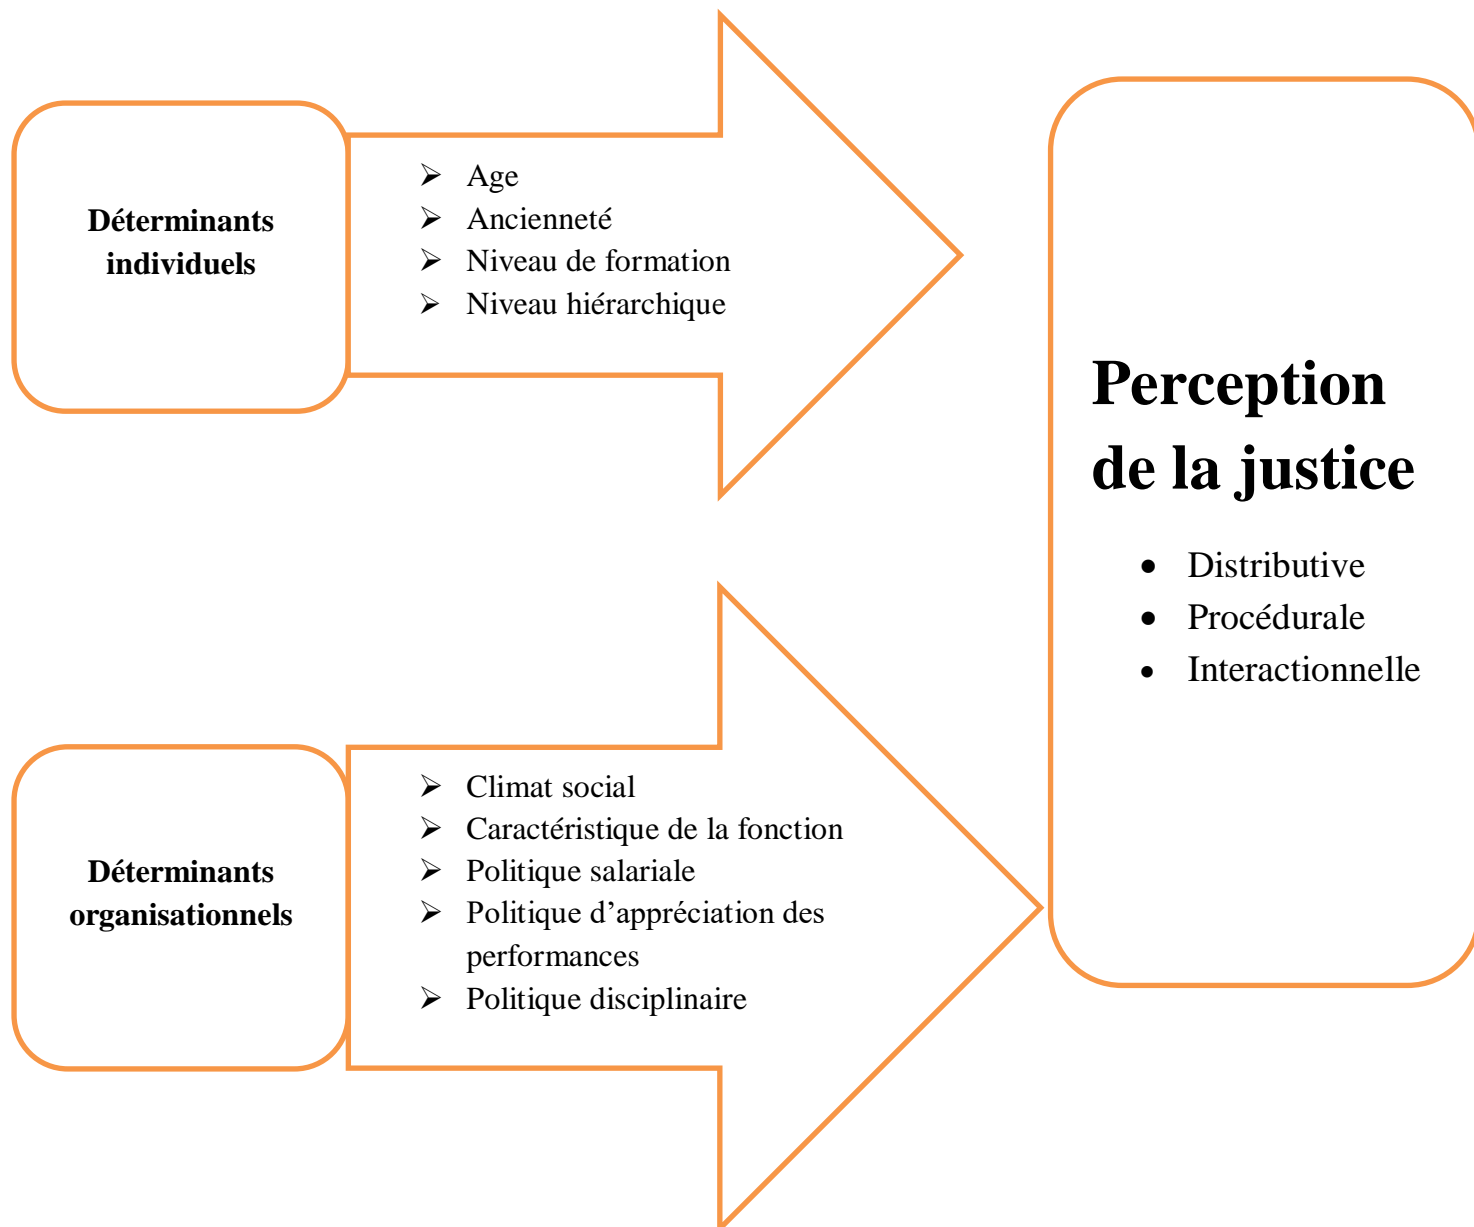 Déterminants
individuels
➢ Age
➢ Ancienneté
➢ Niveau de formation
➢ Niveau hiérarchique
Déterminants
organisationnels
➢ Climat social
➢ Caractéristique de la fonction
➢ Politique salariale
➢ Politique d’appréciation des
performances
➢ Politique disciplinaire
Perception
de la justice
• Distributive
• Procédurale
• Interactionnelle